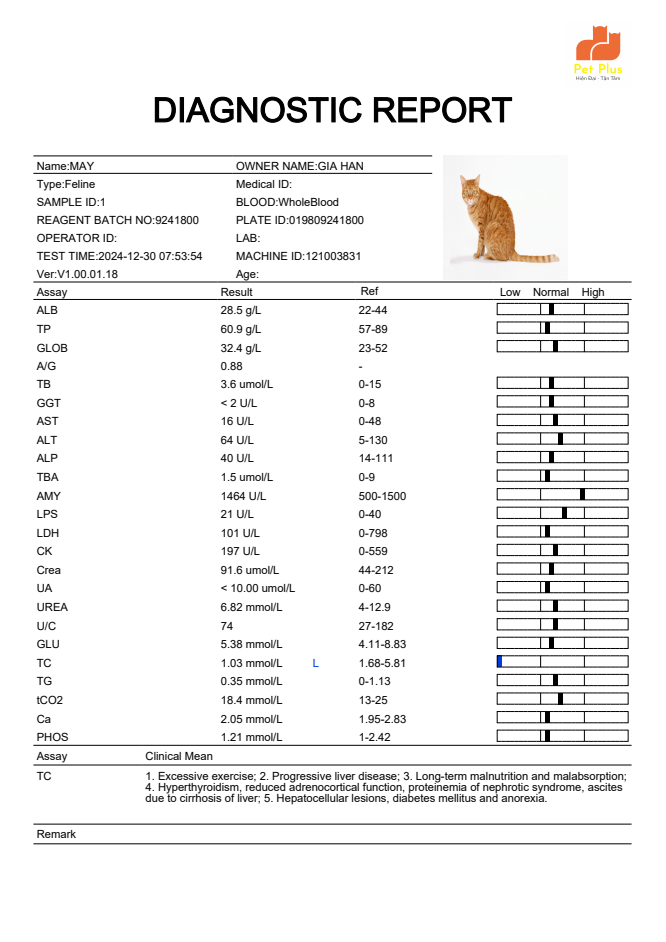 Pet Plus
Hiện Đại - Tận Tâm
DIAGNOSTIC REPORT
Name:MAY OWNER NAME:GIA HAN
Type:Feline Medical ID:
SAMPLE ID:1 BLOOD:WholeBlood
REAGENT BATCH NO:9241800 PLATE ID:019809241800
OPERATOR ID: LAB:
TEST TIME:2024-12-30 07:53:54 MACHINE ID:121003831
Ver:V1.00.01.18 Age:
Assay Result Ref Low Normal High
ALB 28.5 g/L 22-44
TP 60.9 g/L 57-89
GLOB 32.4 g/L 23-52
A/G 0.88 -
TB 3.6 umol/L 0-15
GGT < 2 U/L 0-8
AST 16 U/L 0-48
ALT 64 U/L 5-130
ALP 40 U/L 14-111
TBA 1.5 umol/L 0-9
AMY 1464 U/L 500-1500
LPS 21 U/L 0-40
LDH 101 U/L 0-798
CK 197 U/L 0-559
Crea 91.6 umol/L 44-212
UA < 10.00 umol/L 0-60
UREA 6.82 mmol/L 4-12.9
U/C 74 27-182
GLU 5.38 mmol/L 4.11-8.83
TC 1.03 mmol/L L 1.68-5.81
TG 0.35 mmol/L 0-1.13
tCO2 18.4 mmol/L 13-25
Ca 2.05 mmol/L 1.95-2.83
PHOS 1.21 mmol/L 1-2.42
Assay Clinical Mean
TC 1. Excessive exercise; 2. Progressive liver disease; 3. Long-term malnutrition and malabsorption;
4. Hyperthyroidism, reduced adrenocortical function, proteinemia of nephrotic syndrome, ascites
due to cirrhosis of liver; 5. Hepatocellular lesions, diabetes mellitus and anorexia.
Remark